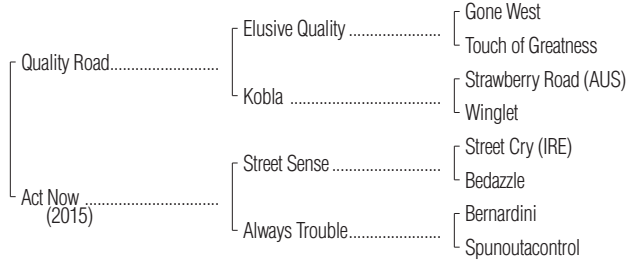 Gone West
Elusive Quality
Touch of Greatness
Quality Road
Strawberry Road (AUS)
Kobla
Winglet
Street Cry (IRE)
Street Sense
Bedazzle
Act Now
(2015)
Bernardini
Always Trouble
Spunoutacontrol